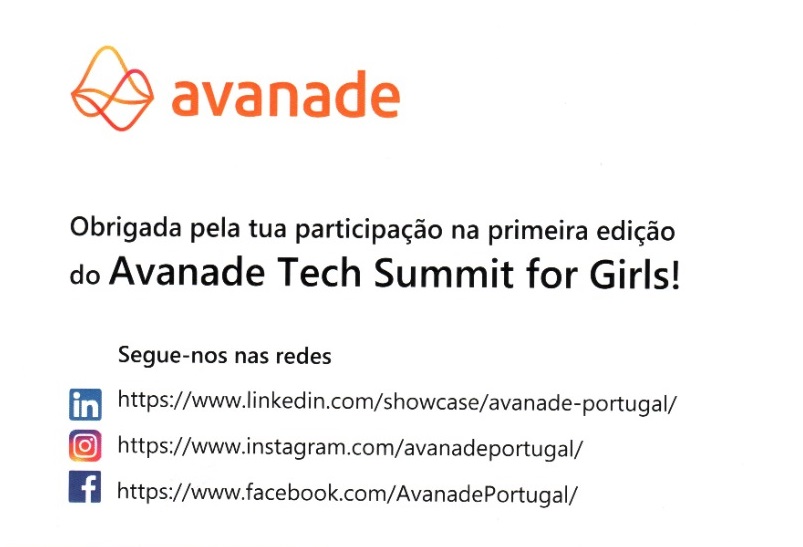 avanade
Obrigada pela tua participação na primeira edição
do Avanade Tech Summit for Girls!
Segue-nos nas redes
https://www.linkedin.com/showcase/avanade-portugal/
https://www.instagram.com/avanadeportugal/
https://www.facebook.com/AvanadePortugal/